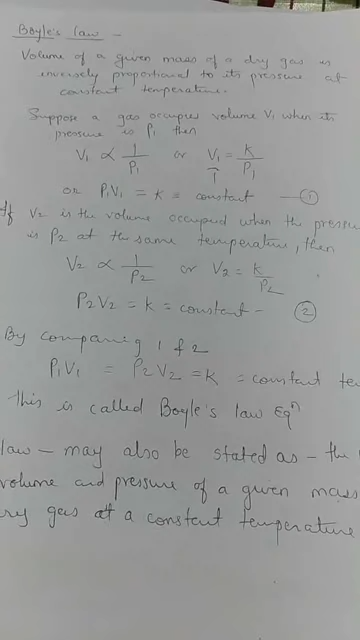 Boyle's law -
Volume of a given mass of a dry gas is
inversely proportional to its pressure at
constant temperature.
Suppose a gas occupies volume V1 when its
pressure is P1 then
V1 ∝ 1/P1 or V1 = K/P1
or P1V1 = K = constant — ①
If V2 is the volume occupied when the pressure
is P2 at the same temperature, then
V2 ∝ 1/P2 or V2 = K/P2
P2V2 = K = constant - ②
By comparing 1 & 2
P1V1 = P2V2 = K = constant te
This is called Boyle's law Eqn
law - may also be stated as - the
volume and pressure of a given mass
ry gas at a constant temperature